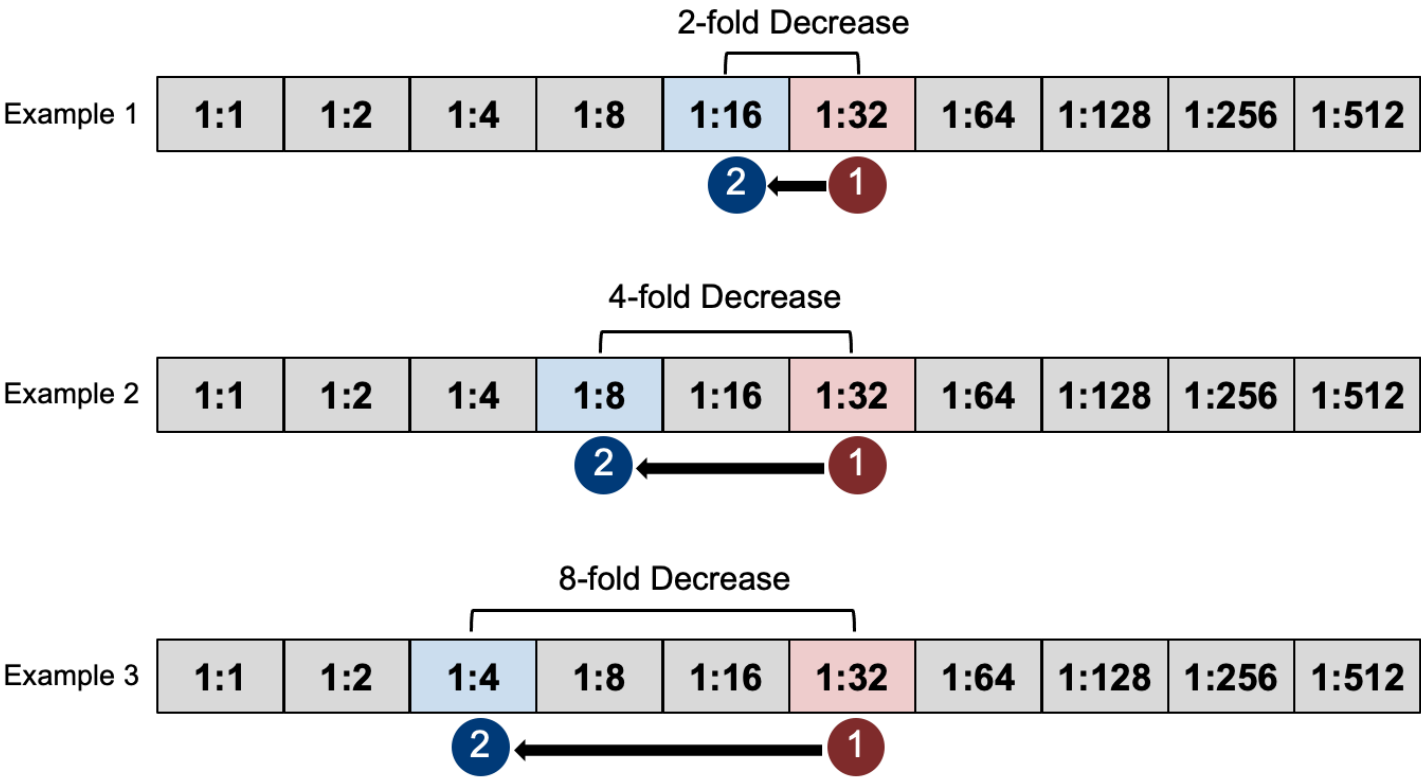 2-fold Decrease
Example 1 1:1 1:2 1:4 1:8 1:16 1:32 1:64 1:128 1:256 1:512
2 1
4-fold Decrease
Example 2 1:1 1:2 1:4 1:8 1:16 1:32 1:64 1:128 1:256 1:512
2 1
8-fold Decrease
Example 3 1:1 1:2 1:4 1:8 1:16 1:32 1:64 1:128 1:256 1:512
2 1